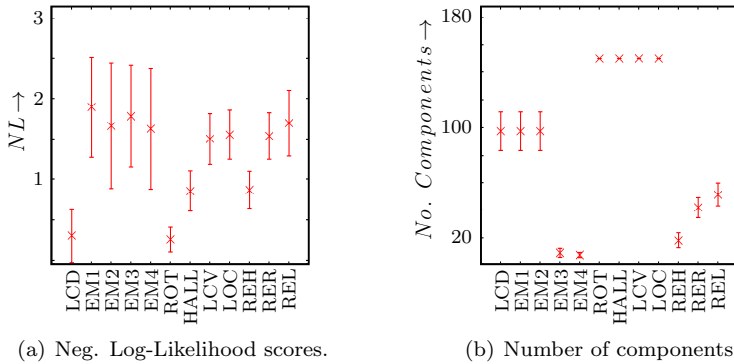 3
2
1
NL →
LCD
EM1
EM2
EM3
EM4
ROT
HALL
LCV
LOC
REH
RER
REL
(a) Neg. Log-Likelihood scores.
180
100
20
No. Components →
LCD
EM1
EM2
EM3
EM4
ROT
HALL
LCV
LOC
REH
RER
REL
(b) Number of components